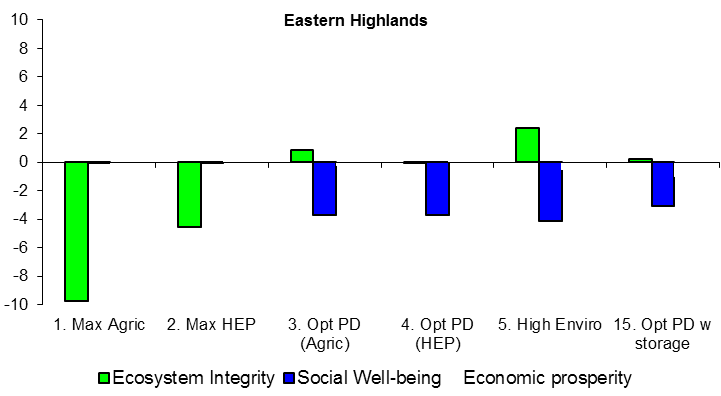 Eastern Highlands
10
8
6
4
2
0
-2
-4
-6
-8
-10
1. Max Agric 2. Max HEP 3. Opt PD 4. Opt PD 5. High Enviro 15. Opt PD w
(Agric) (HEP) storage
Ecosystem Integrity Social Well-being Economic prosperity